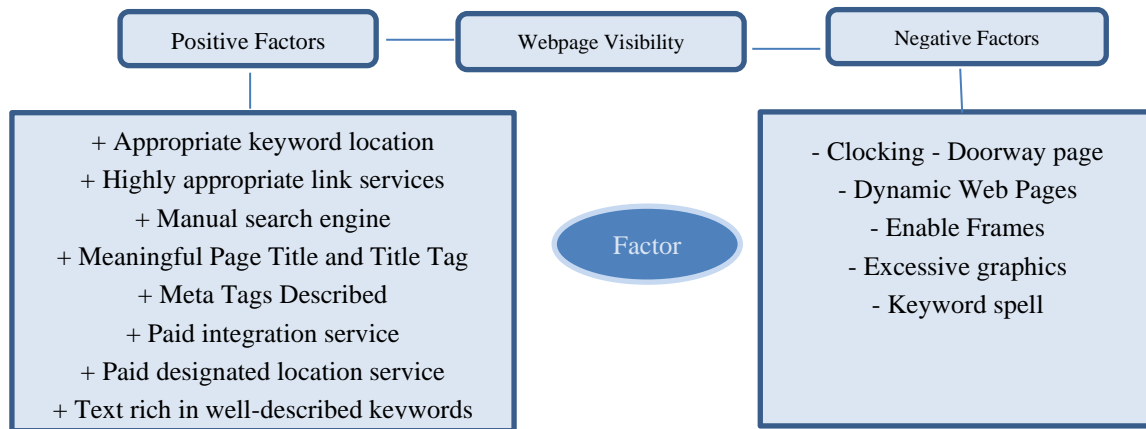 Positive Factors
Webpage Visibility
Negative Factors
+ Appropriate keyword location
+ Highly appropriate link services
+ Manual search engine
+ Meaningful Page Title and Title Tag
+ Meta Tags Described
+ Paid integration service
+ Paid designated location service
+ Text rich in well-described keywords
Factor
- Clocking - Doorway page
- Dynamic Web Pages
- Enable Frames
- Excessive graphics
- Keyword spell